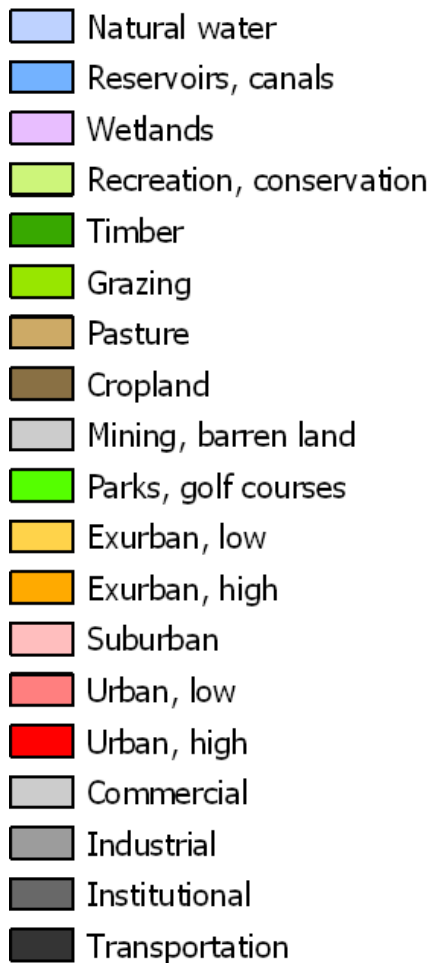 Natural water
Reservoirs, canals
Wetlands
Recreation, conservation
Timber
Grazing
Pasture
Cropland
Mining, barren land
Parks, golf courses
Exurban, low
Exurban, high
Suburban
Urban, low
Urban, high
Commercial
Industrial
Institutional
Transportation